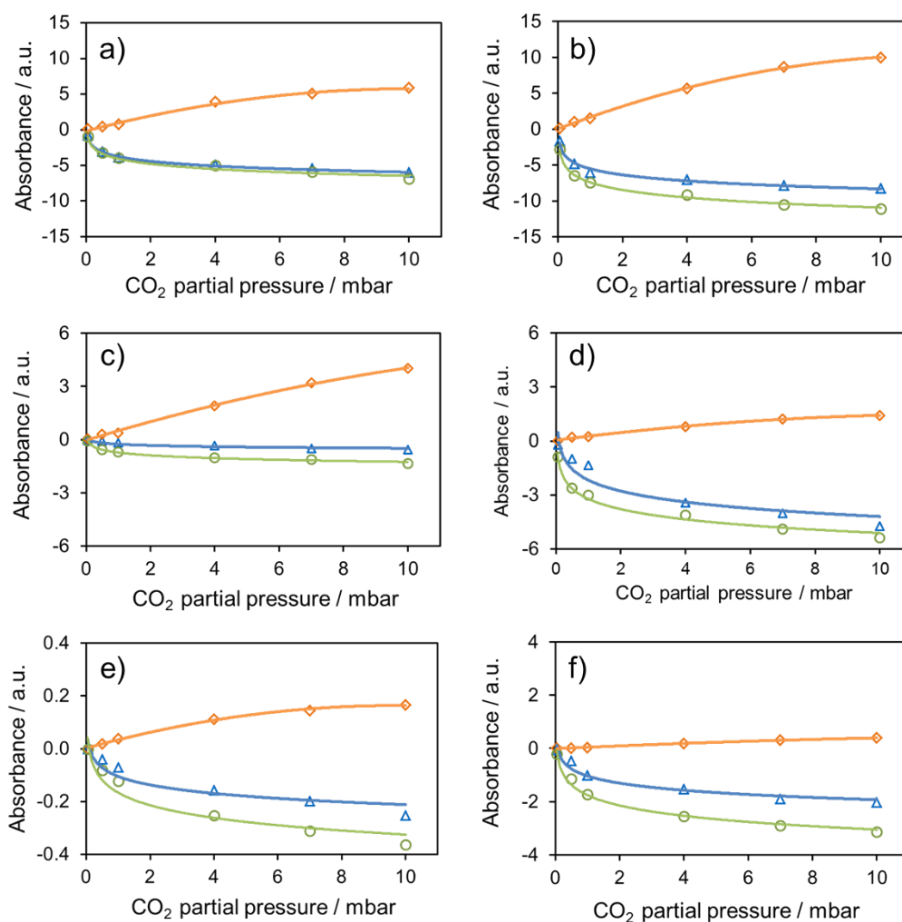 a)
Absorbance / a.u.
15
10
5
0
-5
-10
-15
0 2 4 6 8 10
CO₂ partial pressure / mbar
b)
Absorbance / a.u.
15
10
5
0
-5
-10
-15
0 2 4 6 8 10
CO₂ partial pressure / mbar
c)
Absorbance / a.u.
6
3
0
-3
-6
0 2 4 6 8 10
CO₂ partial pressure / mbar
d)
Absorbance / a.u.
6
3
0
-3
-6
0 2 4 6 8 10
CO₂ partial pressure / mbar
e)
Absorbance / a.u.
0.4
0.2
0.0
-0.2
-0.4
0 2 4 6 8 10
CO₂ partial pressure / mbar
f)
Absorbance / a.u.
4
2
0
-2
-4
0 2 4 6 8 10
CO₂ partial pressure / mbar